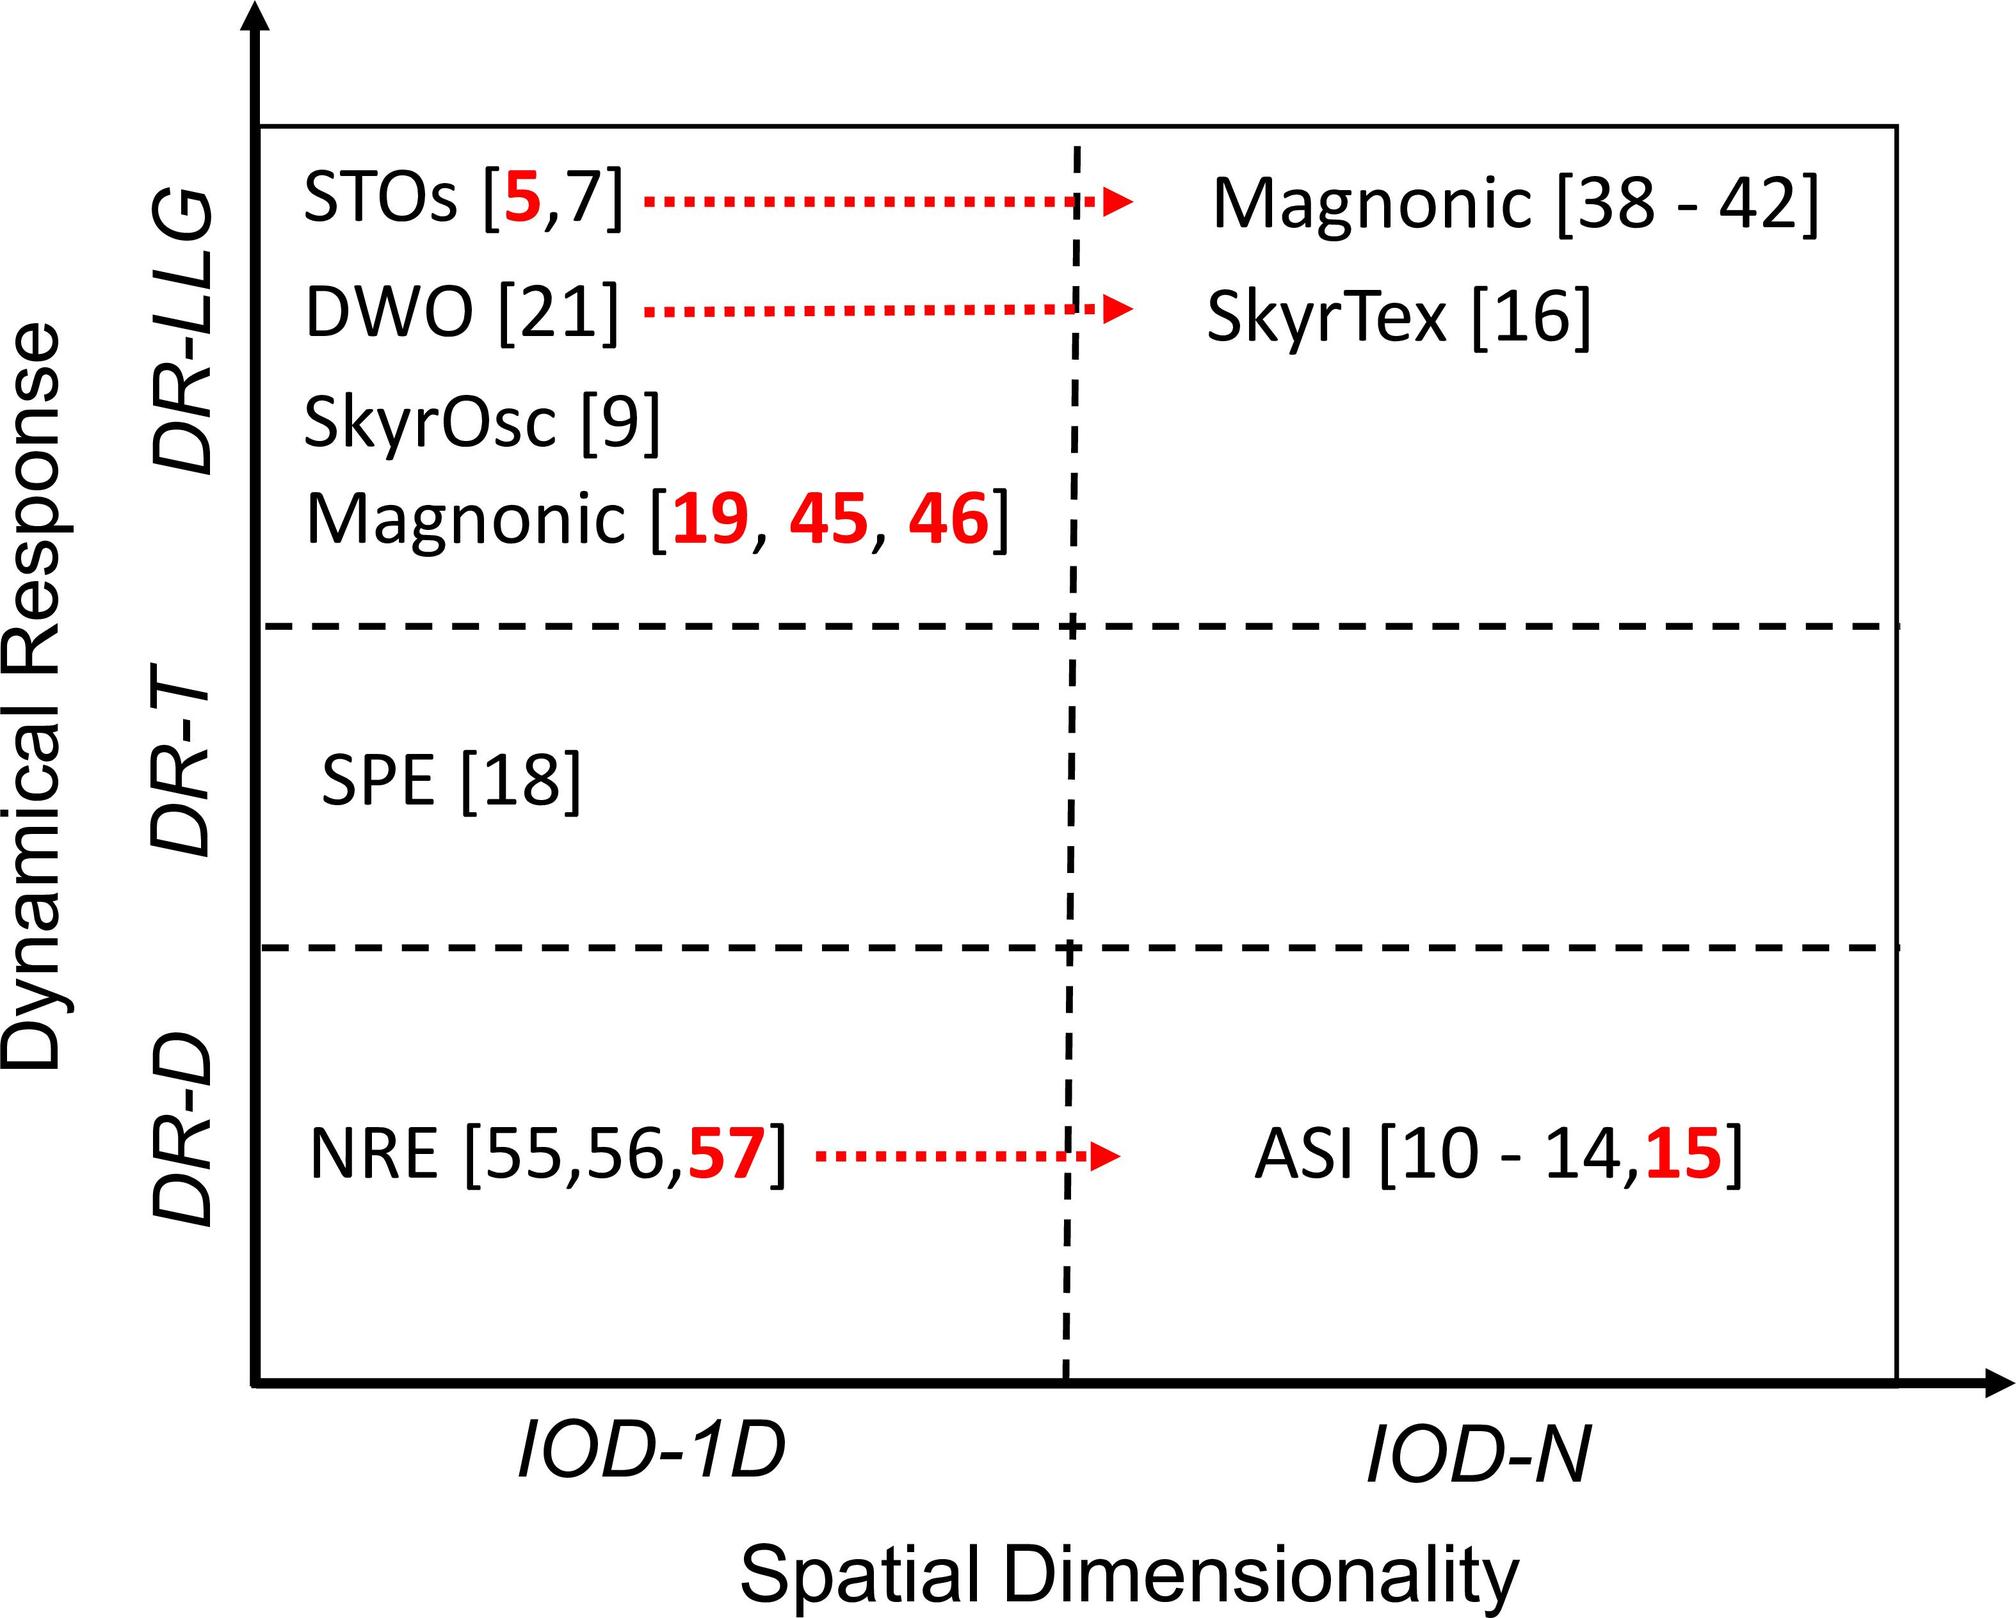 Dynamical Response
DR-LLG
STOs [5,7]
Magnonic [38 - 42]
DWO [21]
SkyrTex [16]
SkyrOsc [9]
Magnonic [19, 45, 46]
DR-T
SPE [18]
DR-D
NRE [55,56,57]
ASI [10 - 14,15]
IOD-1D
IOD-N
Spatial Dimensionality